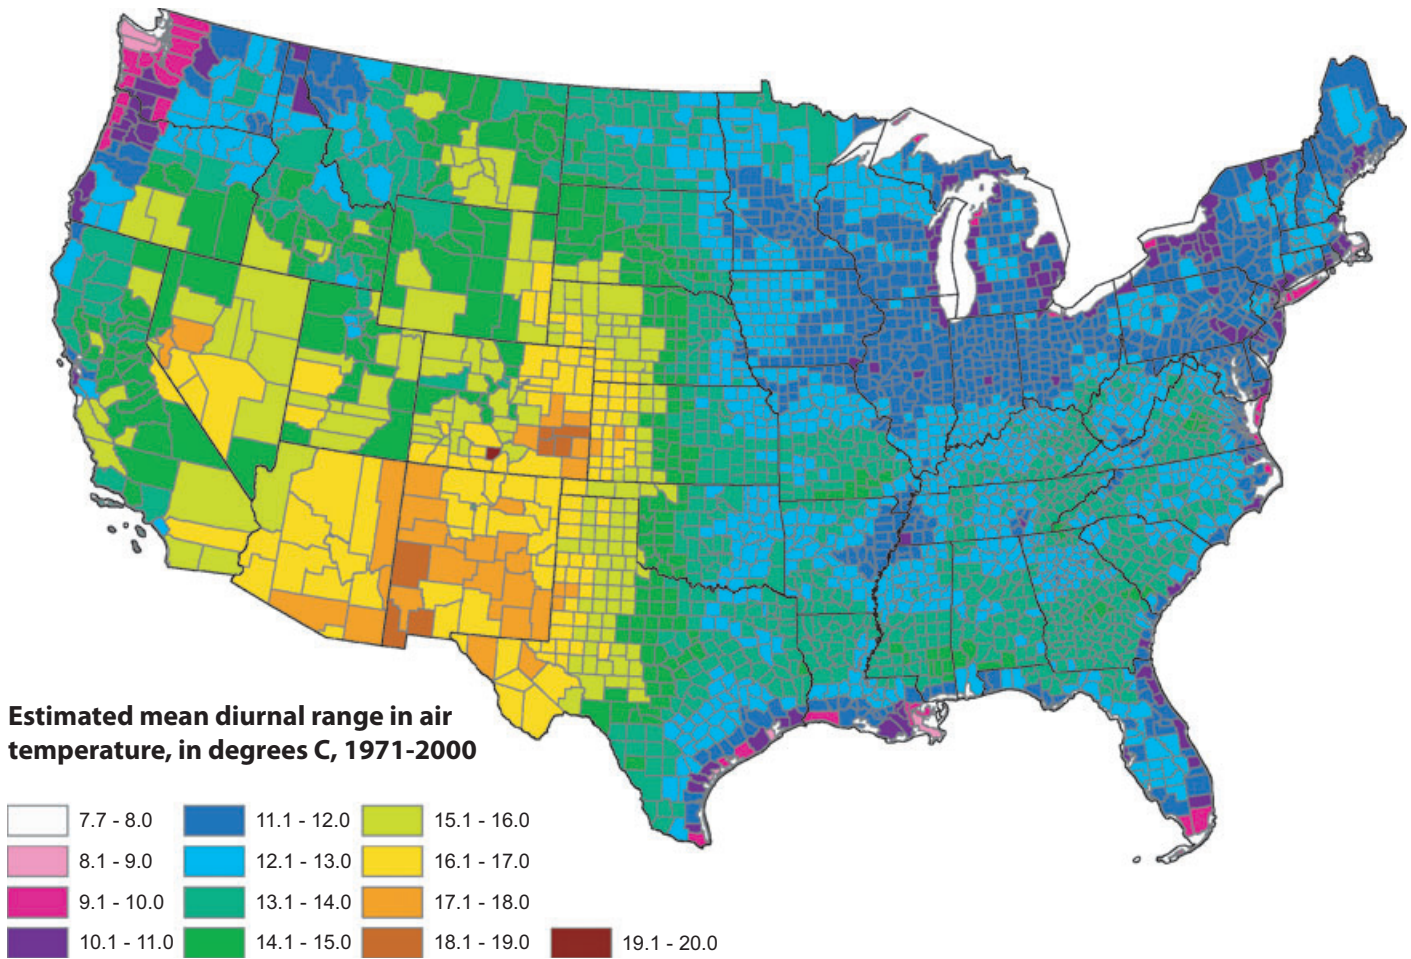 Estimated mean diurnal range in air
temperature, in degrees C, 1971-2000
7.7 - 8.0
8.1 - 9.0
9.1 - 10.0
10.1 - 11.0
11.1 - 12.0
12.1 - 13.0
13.1 - 14.0
14.1 - 15.0
15.1 - 16.0
16.1 - 17.0
17.1 - 18.0
18.1 - 19.0
19.1 - 20.0